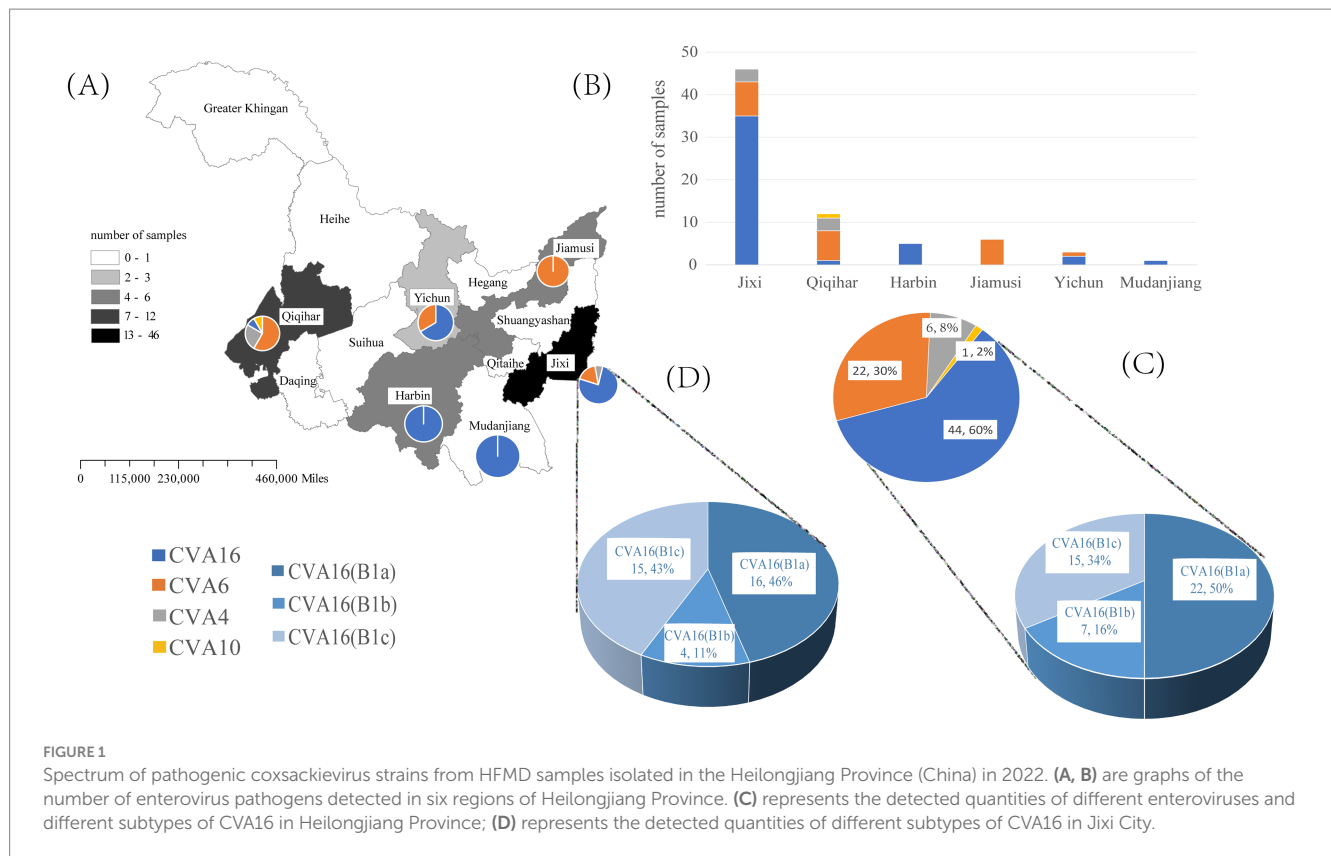 (A)
Greater Khingan
Heihe
number of samples
0 - 1
2 - 3
4 - 6
7 - 12
13 - 46
Jiamusi
Hegang
Yichun
Qiqihar
Shuangyashan
Suihua
Qitaihe
Jixi
Daqing
Harbin
Mudanjiang
0 115,000 230,000 460,000 Miles
(B)
number of samples
50
40
30
20
10
0
Jixi Qiqihar Harbin Jiamusi Yichun Mudanjiang
(C)
6, 8%
1, 2%
22, 30%
44, 60%
(D)
CVA16
CVA6
CVA4
CVA10
CVA16(B1a)
CVA16(B1b)
CVA16(B1c)
CVA16(B1c)
15, 43%
CVA16(B1a)
16, 46%
CVA16(B1b)
4, 11%
CVA16(B1c)
15, 34%
CVA16(B1a)
22, 50%
CVA16(B1b)
7, 16%
FIGURE 1
Spectrum of pathogenic coxsackievirus strains from HFMD samples isolated in the Heilongjiang Province (China) in 2022. (A, B) are graphs of the
number of enterovirus pathogens detected in six regions of Heilongjiang Province. (C) represents the detected quantities of different enteroviruses and
different subtypes of CVA16 in Heilongjiang Province; (D) represents the detected quantities of different subtypes of CVA16 in Jixi City.